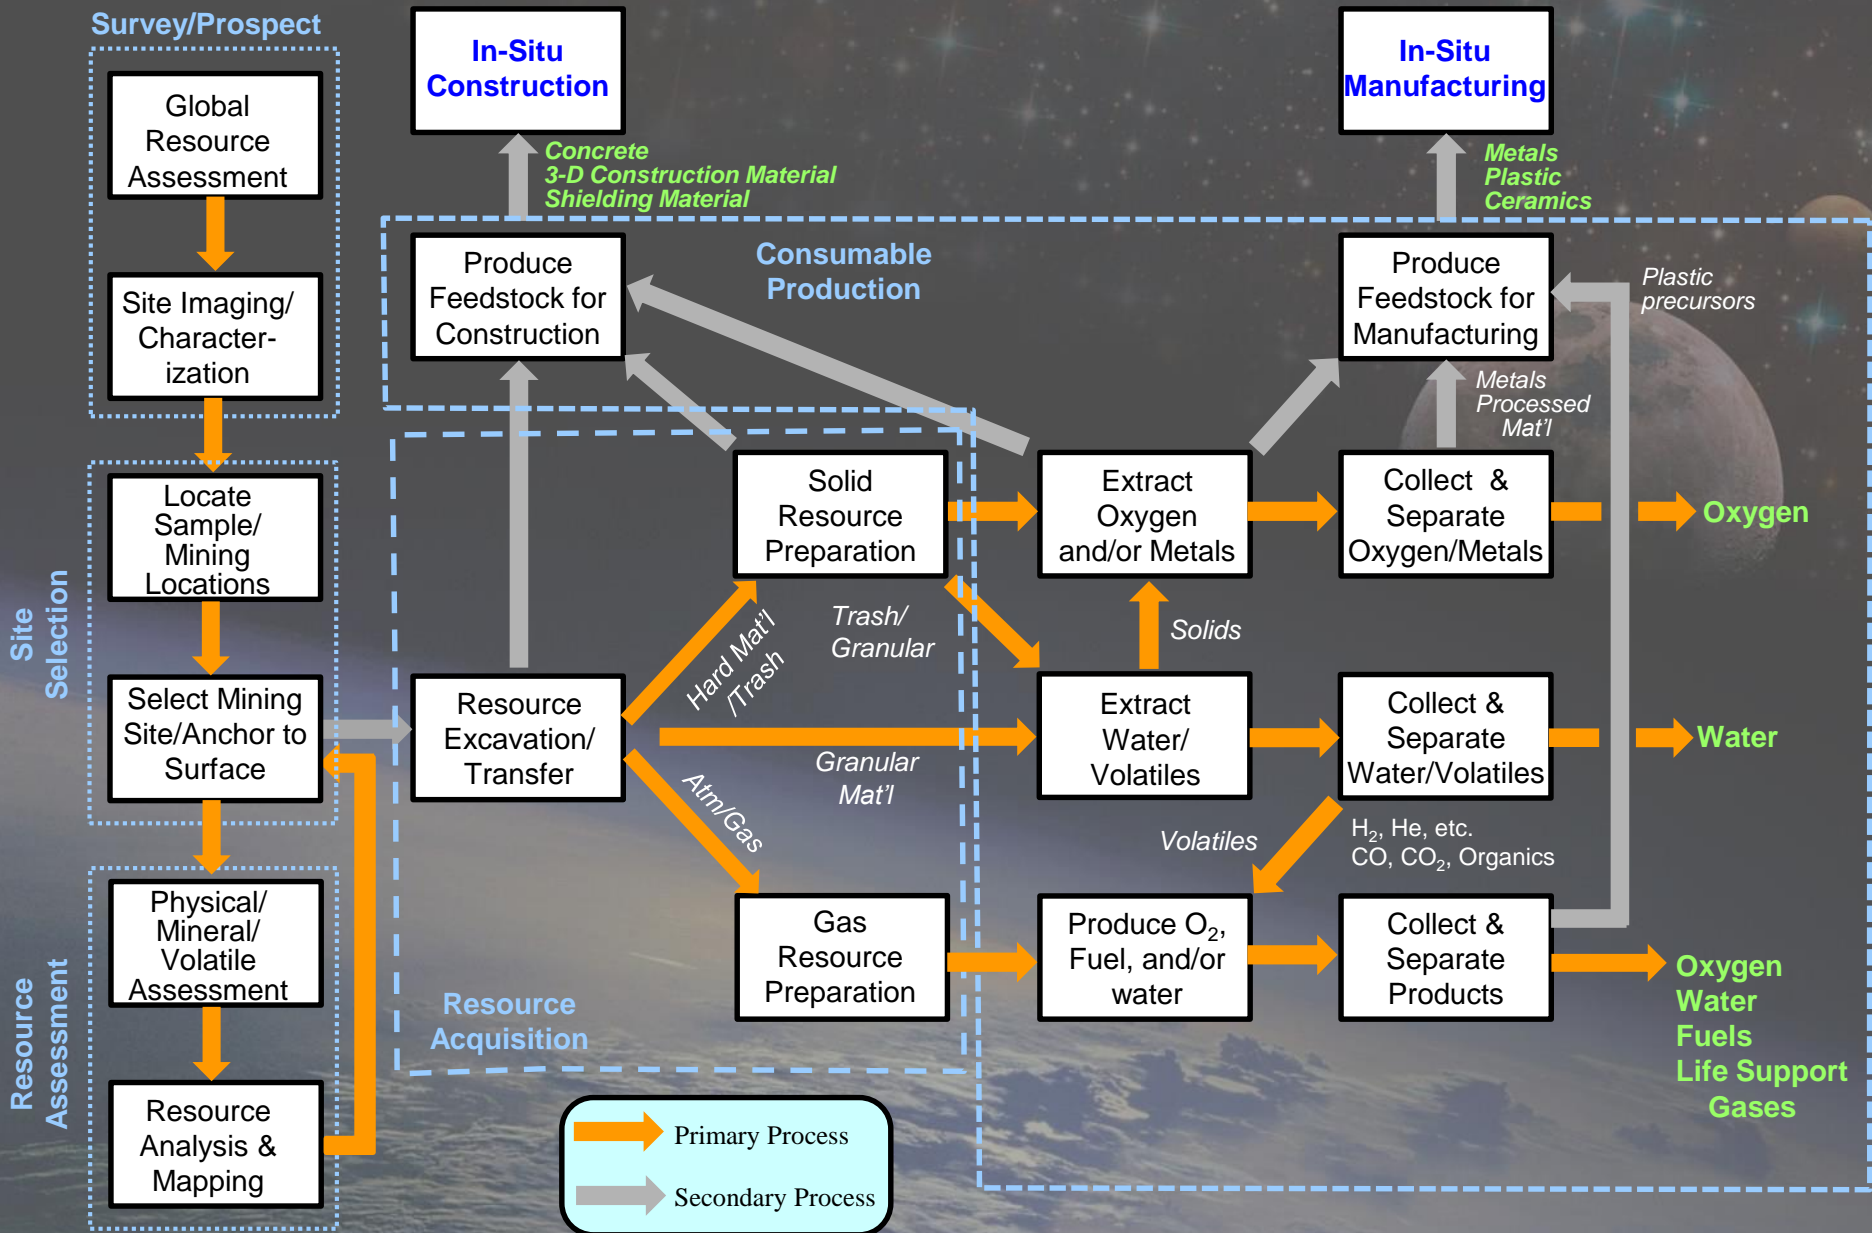 Survey/Prospect
Global
Resource
Assessment
Site Imaging/
Character-
ization
Site
Selection
Locate
Sample/
Mining
Locations
Select Mining
Site/Anchor to
Surface
Resource
Assessment
Physical/
Mineral/
Volatile
Assessment
Resource
Analysis &
Mapping
In-Situ
Construction
Concrete
3-D Construction Material
Shielding Material
In-Situ
Manufacturing
Metals
Plastic
Ceramics
Consumable
Production
Produce
Feedstock for
Construction
Produce
Feedstock for
Manufacturing
Plastic
precursors
Metals
Processed
Mat'l
Solid
Resource
Preparation
Extract
Oxygen
and/or Metals
Collect &
Separate
Oxygen/Metals
Oxygen
Hard Mat'l
/Trash
Trash/
Granular
Solids
Resource
Excavation/
Transfer
Granular
Mat'l
Extract
Water/
Volatiles
Collect &
Separate
Water/Volatiles
Water
Atm/Gas
Volatiles
H₂, He, etc.
CO, CO₂, Organics
Resource
Acquisition
Gas
Resource
Preparation
Produce O₂,
Fuel, and/or
water
Collect &
Separate
Products
Oxygen
Water
Fuels
Life Support
Gases
Primary Process
Secondary Process